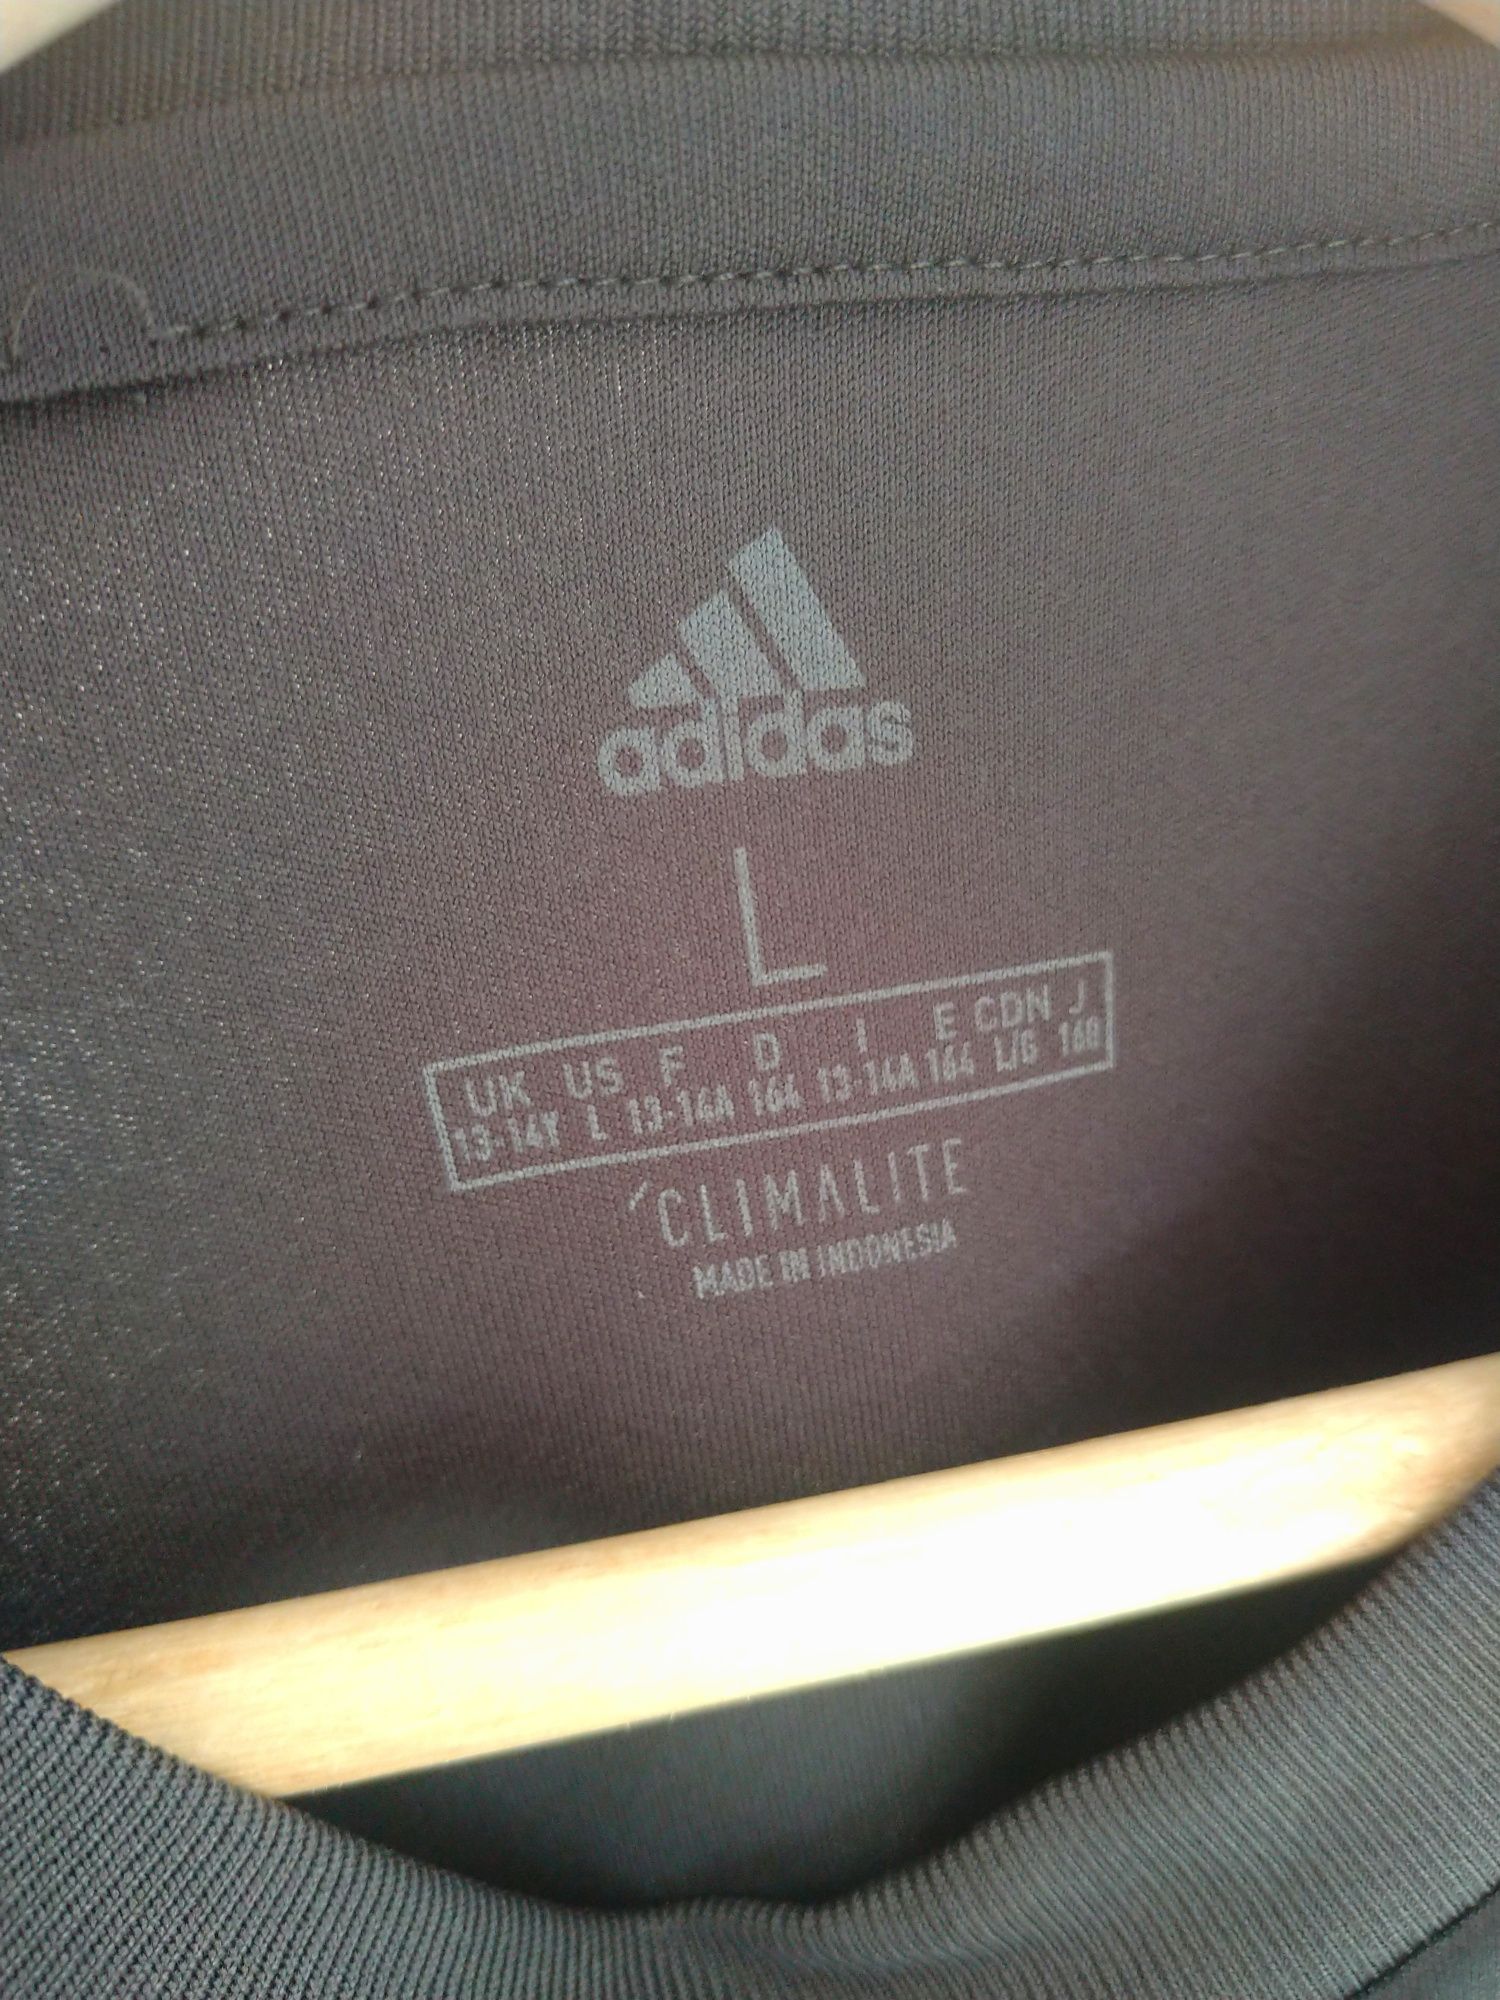 adidas
L
UK US F D I E CDN J
13-14Y L 13-14A 164 13-14A 164 L/G 160
CLIMALITE
MADE IN INDONESIA